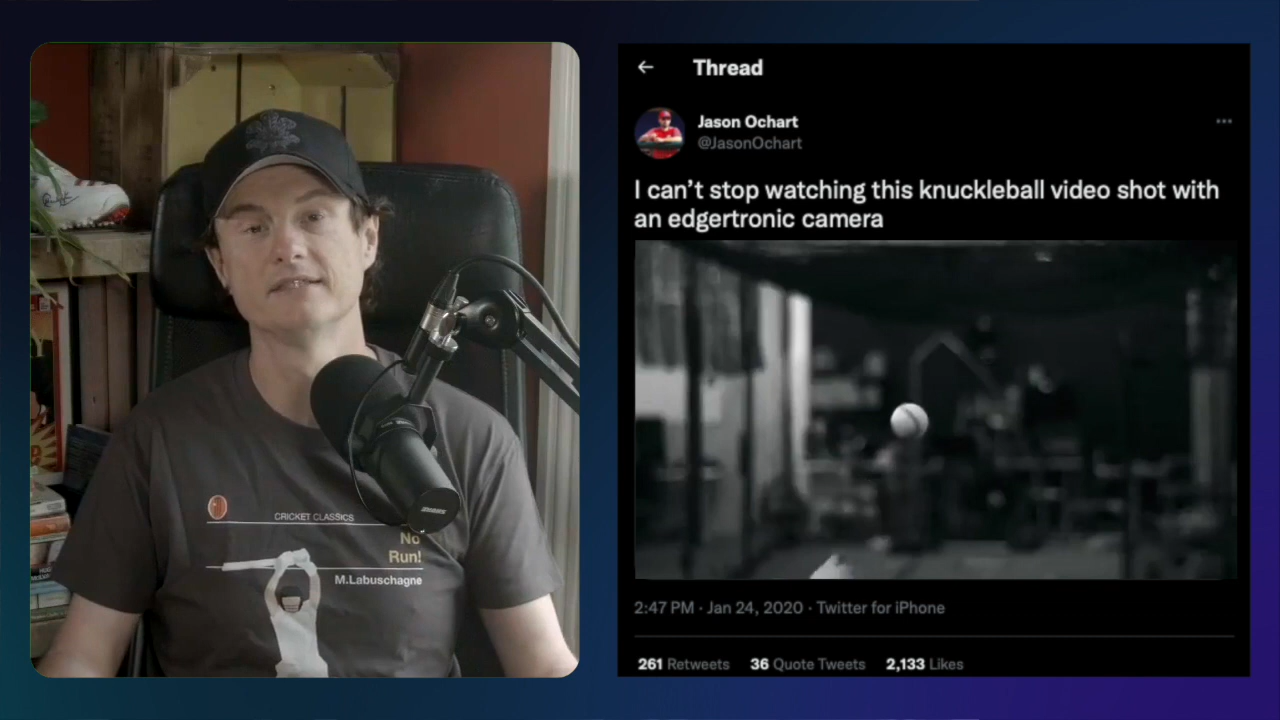 CRICKET CLASSICS
No
Run!
M.Labuschagne
SHURE
Thread
Jason Ochart
@JasonOchart
I can’t stop watching this knuckleball video shot with
an edgertronic camera
2:47 PM · Jan 24, 2020 · Twitter for iPhone
261 Retweets 36 Quote Tweets 2,133 Likes